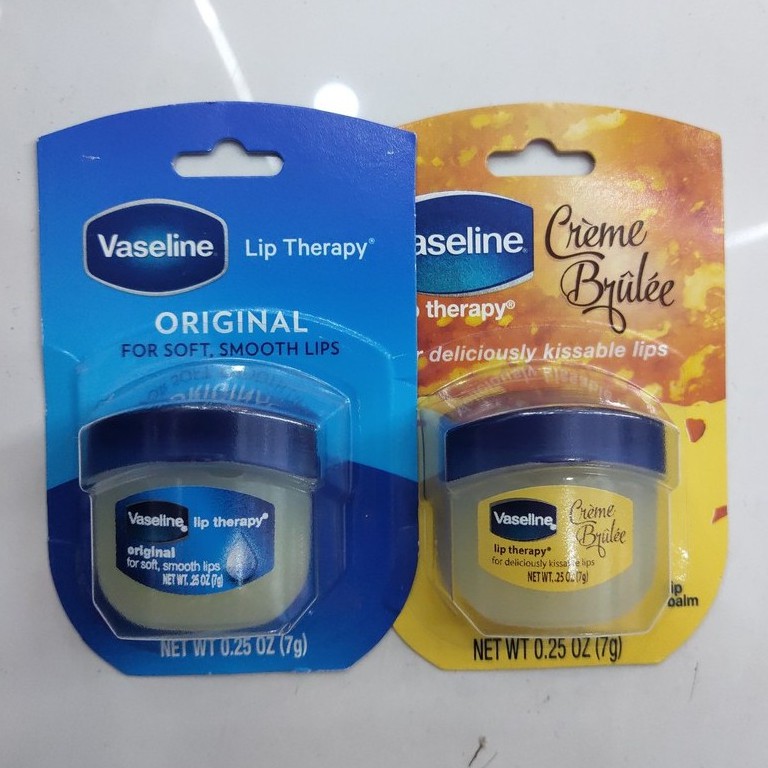 Vaseline
Lip Therapy®
ORIGINAL
FOR SOFT, SMOOTH LIPS
Vaseline
lip therapy®
original
for soft, smooth lips
NET WT. .25 OZ (7g)
NET WT 0.25 OZ (7g)
aseline
Crème
Brûlée
therapy®
deliciously kissable lips
Vaseline
Crème
Brûlée
lip therapy®
for deliciously kissable lips
NET WT. .25 OZ (7g)
lip
balm
NET WT 0.25 OZ (7g)